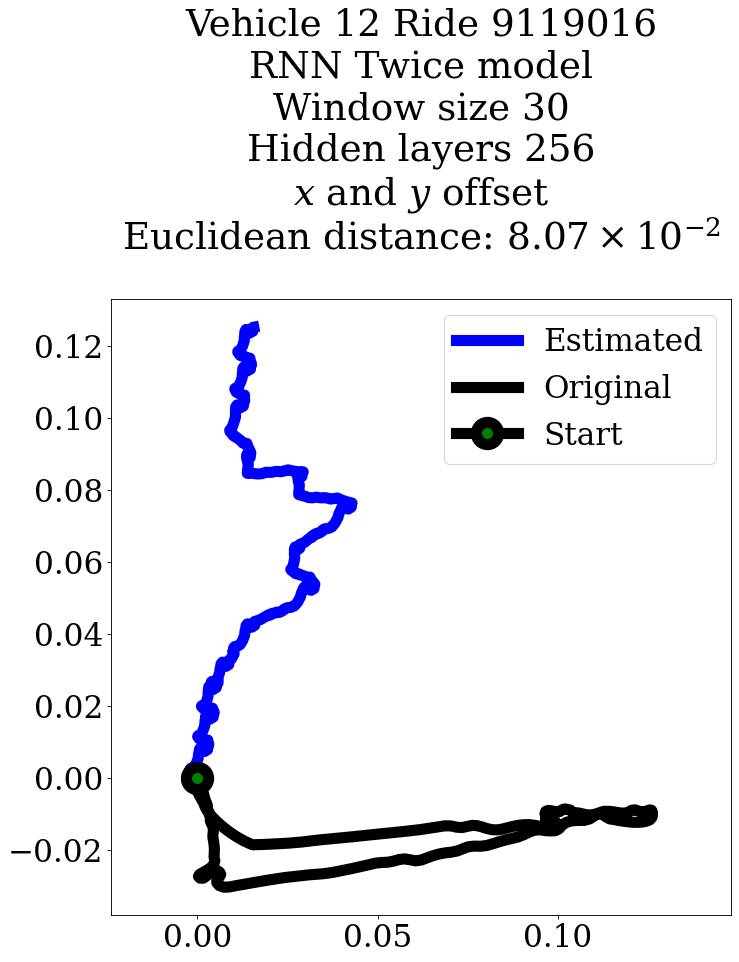 Vehicle 12 Ride 9119016
RNN Twice model
Window size 30
Hidden layers 256
x and y offset
Euclidean distance: 8.07 × 10⁻²
Estimated
Original
Start
0.12
0.10
0.08
0.06
0.04
0.02
0.00
−0.02
0.00 0.05 0.10